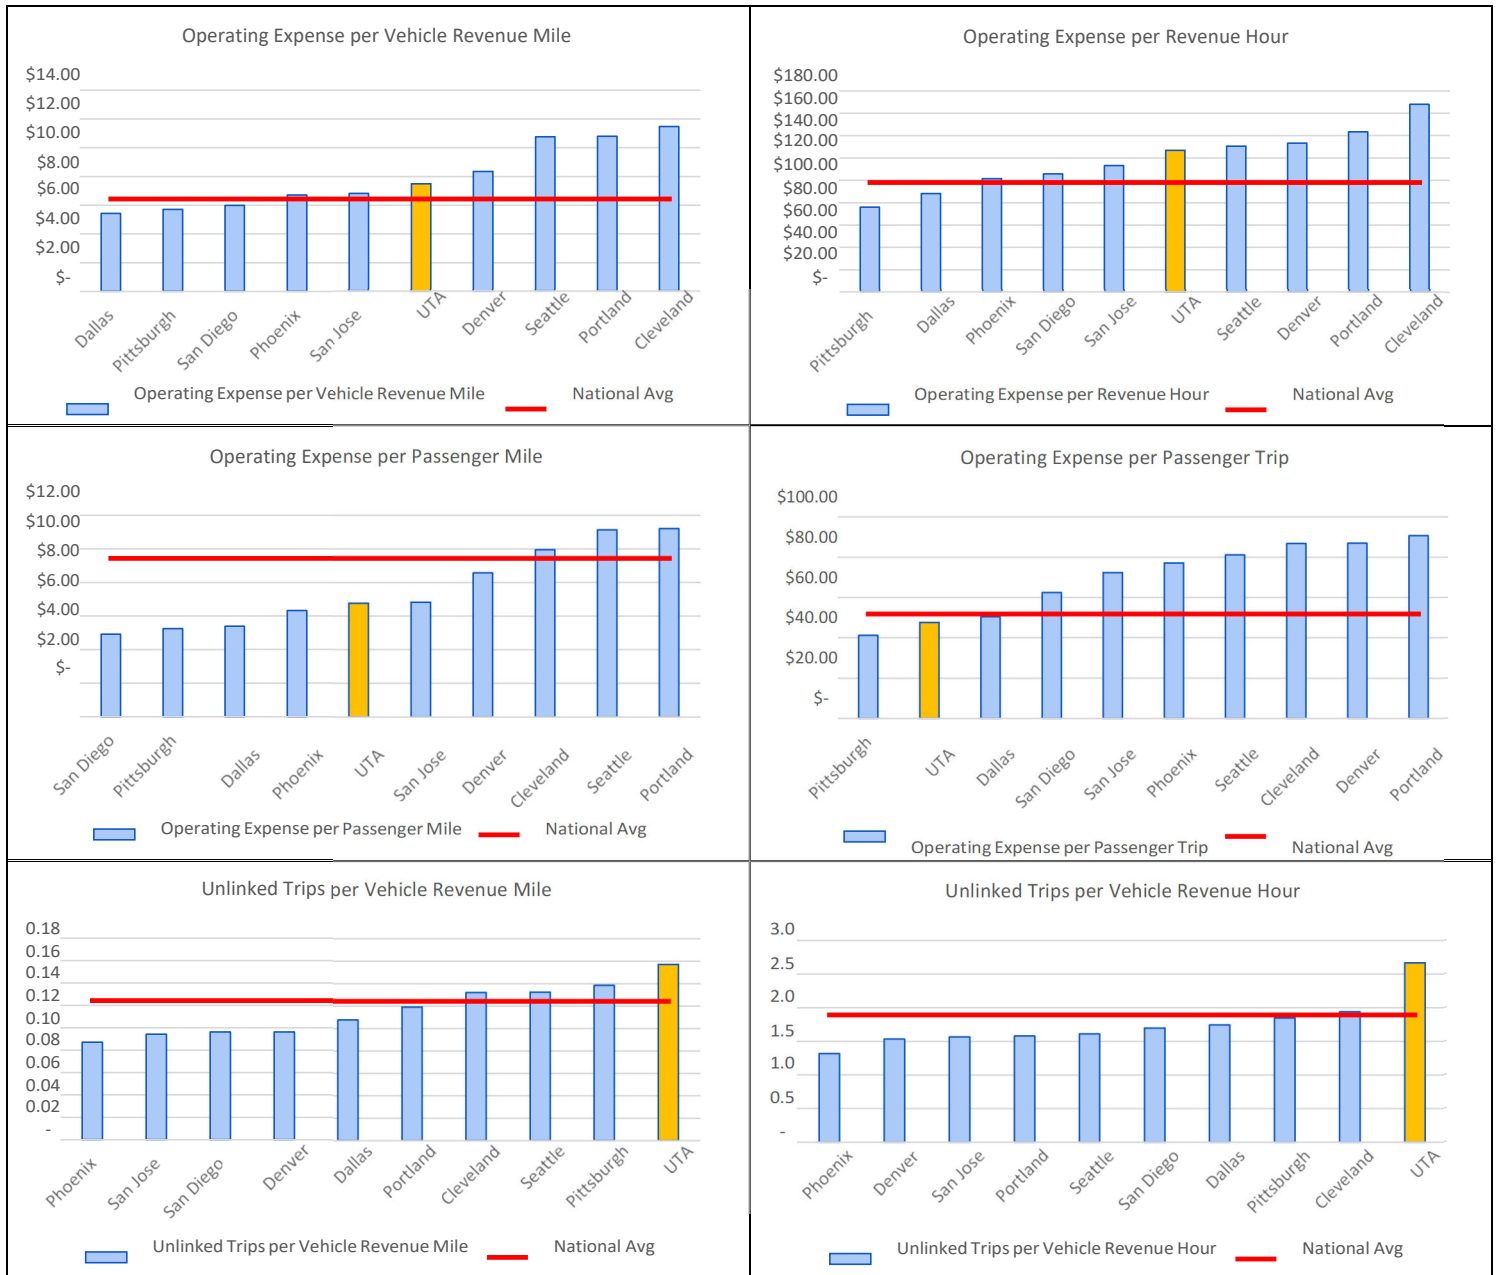 Operating Expense per Vehicle Revenue Mile
$14.00
$12.00
$10.00
$8.00
$6.00
$4.00
$2.00
$-
Dallas
Pittsburgh
San Diego
Phoenix
San Jose
UTA
Denver
Seattle
Portland
Cleveland
Operating Expense per Vehicle Revenue Mile
National Avg
Operating Expense per Revenue Hour
$180.00
$160.00
$140.00
$120.00
$100.00
$80.00
$60.00
$40.00
$20.00
$-
Pittsburgh
Dallas
Phoenix
San Diego
San Jose
UTA
Seattle
Denver
Portland
Cleveland
Operating Expense per Revenue Hour
National Avg
Operating Expense per Passenger Mile
$12.00
$10.00
$8.00
$6.00
$4.00
$2.00
$-
San Diego
Pittsburgh
Dallas
Phoenix
UTA
San Jose
Denver
Cleveland
Seattle
Portland
Operating Expense per Passenger Mile
National Avg
Operating Expense per Passenger Trip
$100.00
$80.00
$60.00
$40.00
$20.00
$-
Pittsburgh
UTA
Dallas
San Diego
San Jose
Phoenix
Seattle
Cleveland
Denver
Portland
Operating Expense per Passenger Trip
National Avg
Unlinked Trips per Vehicle Revenue Mile
0.18
0.16
0.14
0.12
0.10
0.08
0.06
0.04
0.02
-
Phoenix
San Jose
San Diego
Denver
Dallas
Portland
Cleveland
Seattle
Pittsburgh
UTA
Unlinked Trips per Vehicle Revenue Mile
National Avg
Unlinked Trips per Vehicle Revenue Hour
3.0
2.5
2.0
1.5
1.0
0.5
-
Phoenix
Denver
San Jose
Portland
Seattle
San Diego
Dallas
Pittsburgh
Cleveland
UTA
Unlinked Trips per Vehicle Revenue Hour
National Avg